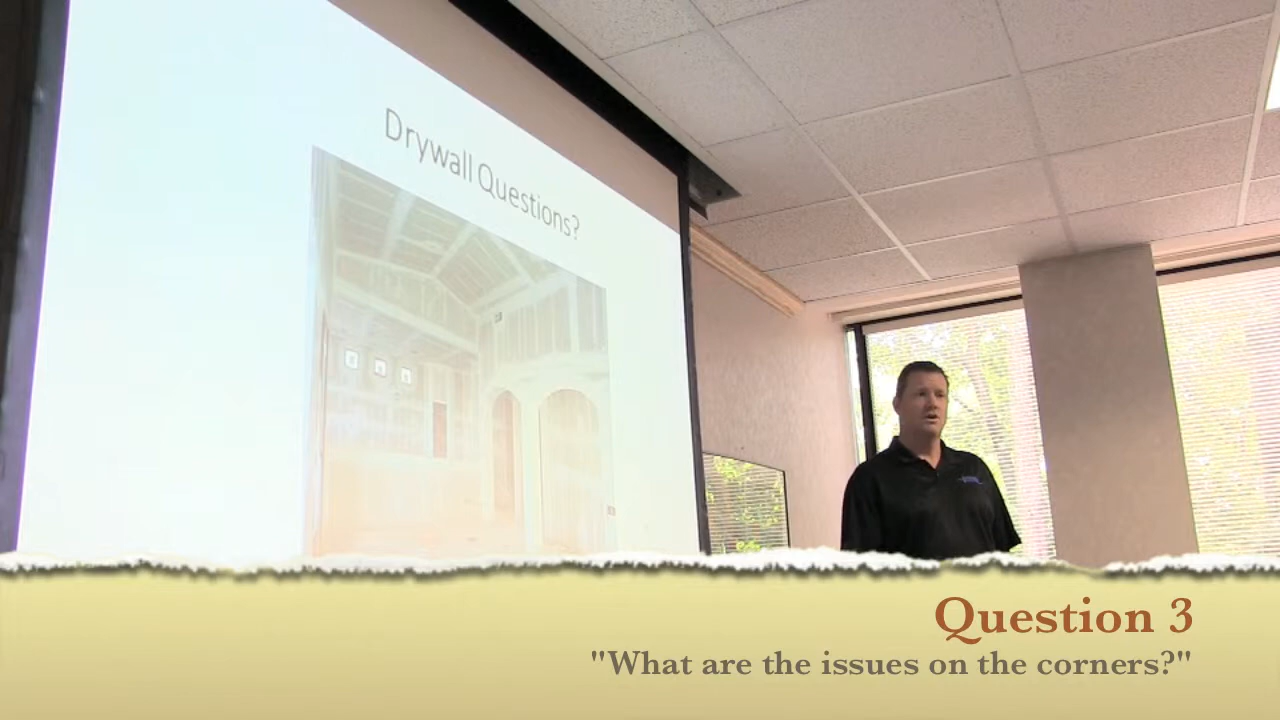 Drywall Questions?
Question 3
"What are the issues on the corners?"